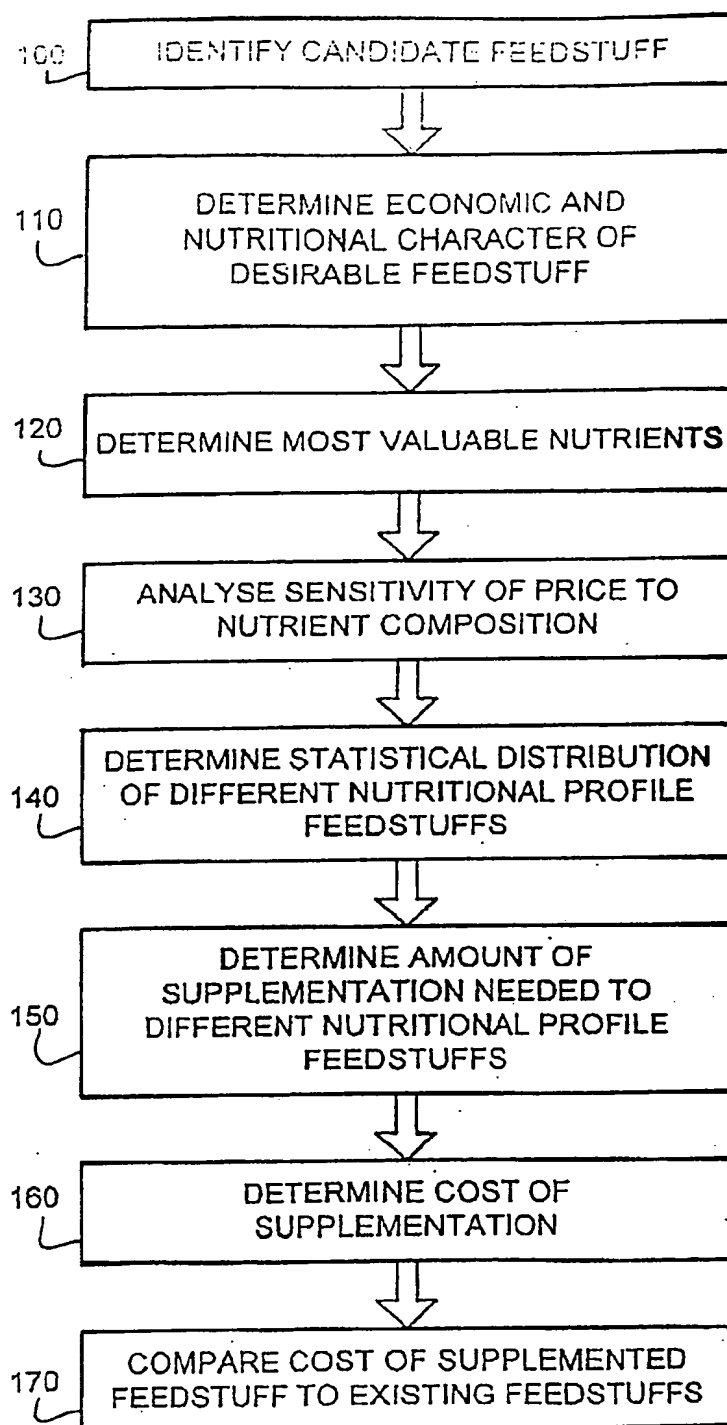 100
IDENTIFY CANDIDATE FEEDSTUFF
110
DETERMINE ECONOMIC AND
NUTRITIONAL CHARACTER OF
DESIRABLE FEEDSTUFF
120
DETERMINE MOST VALUABLE NUTRIENTS
130
ANALYSE SENSITIVITY OF PRICE TO
NUTRIENT COMPOSITION
140
DETERMINE STATISTICAL DISTRIBUTION
OF DIFFERENT NUTRITIONAL PROFILE
FEEDSTUFFS
150
DETERMINE AMOUNT OF
SUPPLEMENTATION NEEDED TO
DIFFERENT NUTRITIONAL PROFILE
FEEDSTUFFS
160
DETERMINE COST OF
SUPPLEMENTATION
170
COMPARE COST OF SUPPLEMENTED
FEEDSTUFF TO EXISTING FEEDSTUFFS